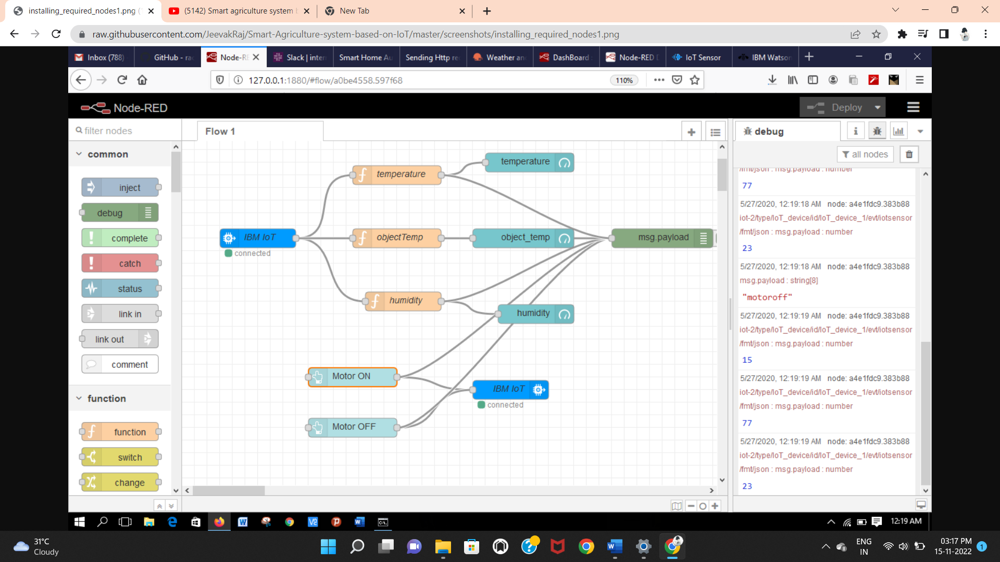 installing_required_nodes1.png (
(5142) Smart agriculture system b
New Tab
raw.githubusercontent.com/JeevakRaj/Smart-Agriculture-system-based-on-IoT/master/screenshots/installing_required_nodes1.png
Inbox (788)
GitHub - ra
Node-RE
Slack | inter
Smart Home Au
Sending Http re
Weather an
DashBoard :
Node-RED D
IoT Sensor
IBM Watson
127.0.0.1:1880/#flow/a0be4558.597f68
110%
Node-RED
Deploy
filter nodes
Flow 1
debug
all nodes
common
inject
debug
complete
catch
status
link in
link out
comment
function
function
switch
change
temperature
temperature
IBM IoT
connected
objectTemp
object_temp
msg.payload
humidity
humidity
Motor ON
IBM IoT
connected
Motor OFF
/fmt/json : msg.payload : number
77
5/27/2020, 12:19:18 AM node: a4e1fdc9.383b88
iot-2/type/IoT_device/id/IoT_device_1/evt/iotsensor
/fmt/json : msg.payload : number
23
5/27/2020, 12:19:18 AM node: a4e1fdc9.383b88
msg.payload : string[8]
"motoroff"
5/27/2020, 12:19:19 AM node: a4e1fdc9.383b88
iot-2/type/IoT_device/id/IoT_device_1/evt/iotsensor
/fmt/json : msg.payload : number
15
5/27/2020, 12:19:19 AM node: a4e1fdc9.383b88
iot-2/type/IoT_device/id/IoT_device_1/evt/iotsensor
/fmt/json : msg.payload : number
77
5/27/2020, 12:19:19 AM node: a4e1fdc9.383b88
iot-2/type/IoT_device/id/IoT_device_1/evt/iotsensor
/fmt/json : msg.payload : number
23
12:19 AM
31°C
Cloudy
ENG
IN
03:17 PM
15-11-2022
1